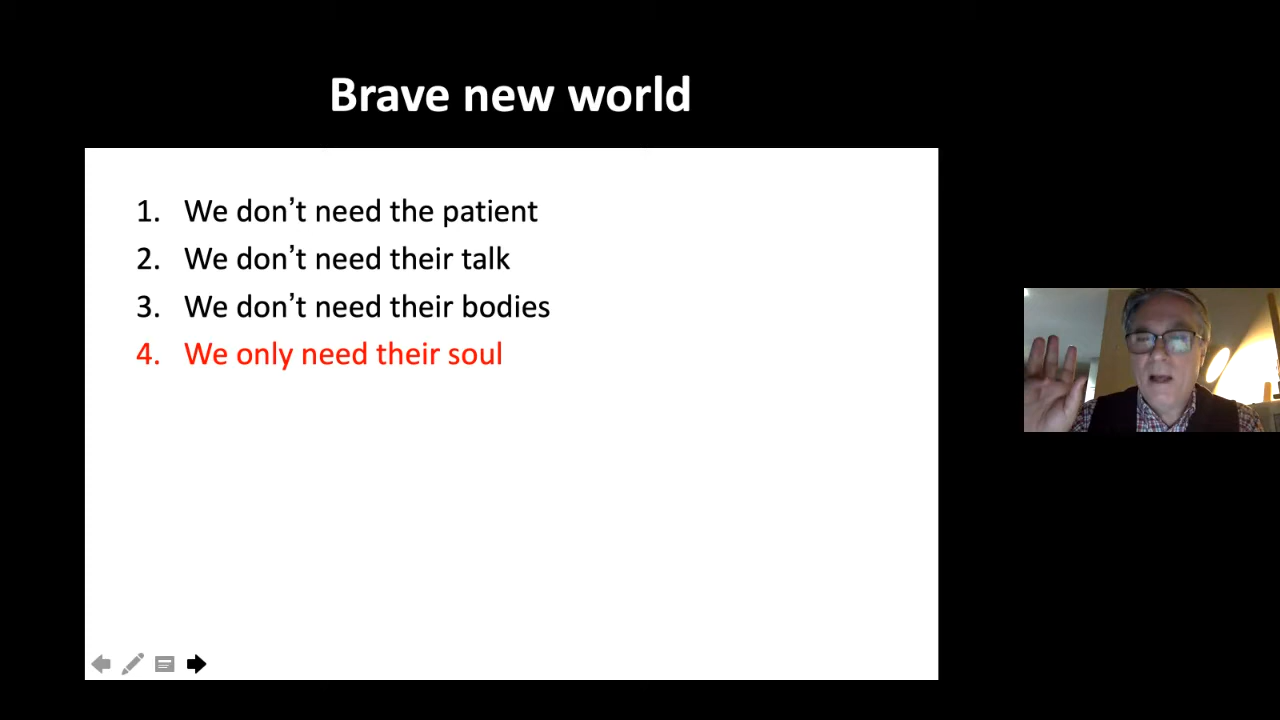 Brave new world
1. We don’t need the patient
2. We don’t need their talk
3. We don’t need their bodies
4. We only need their soul